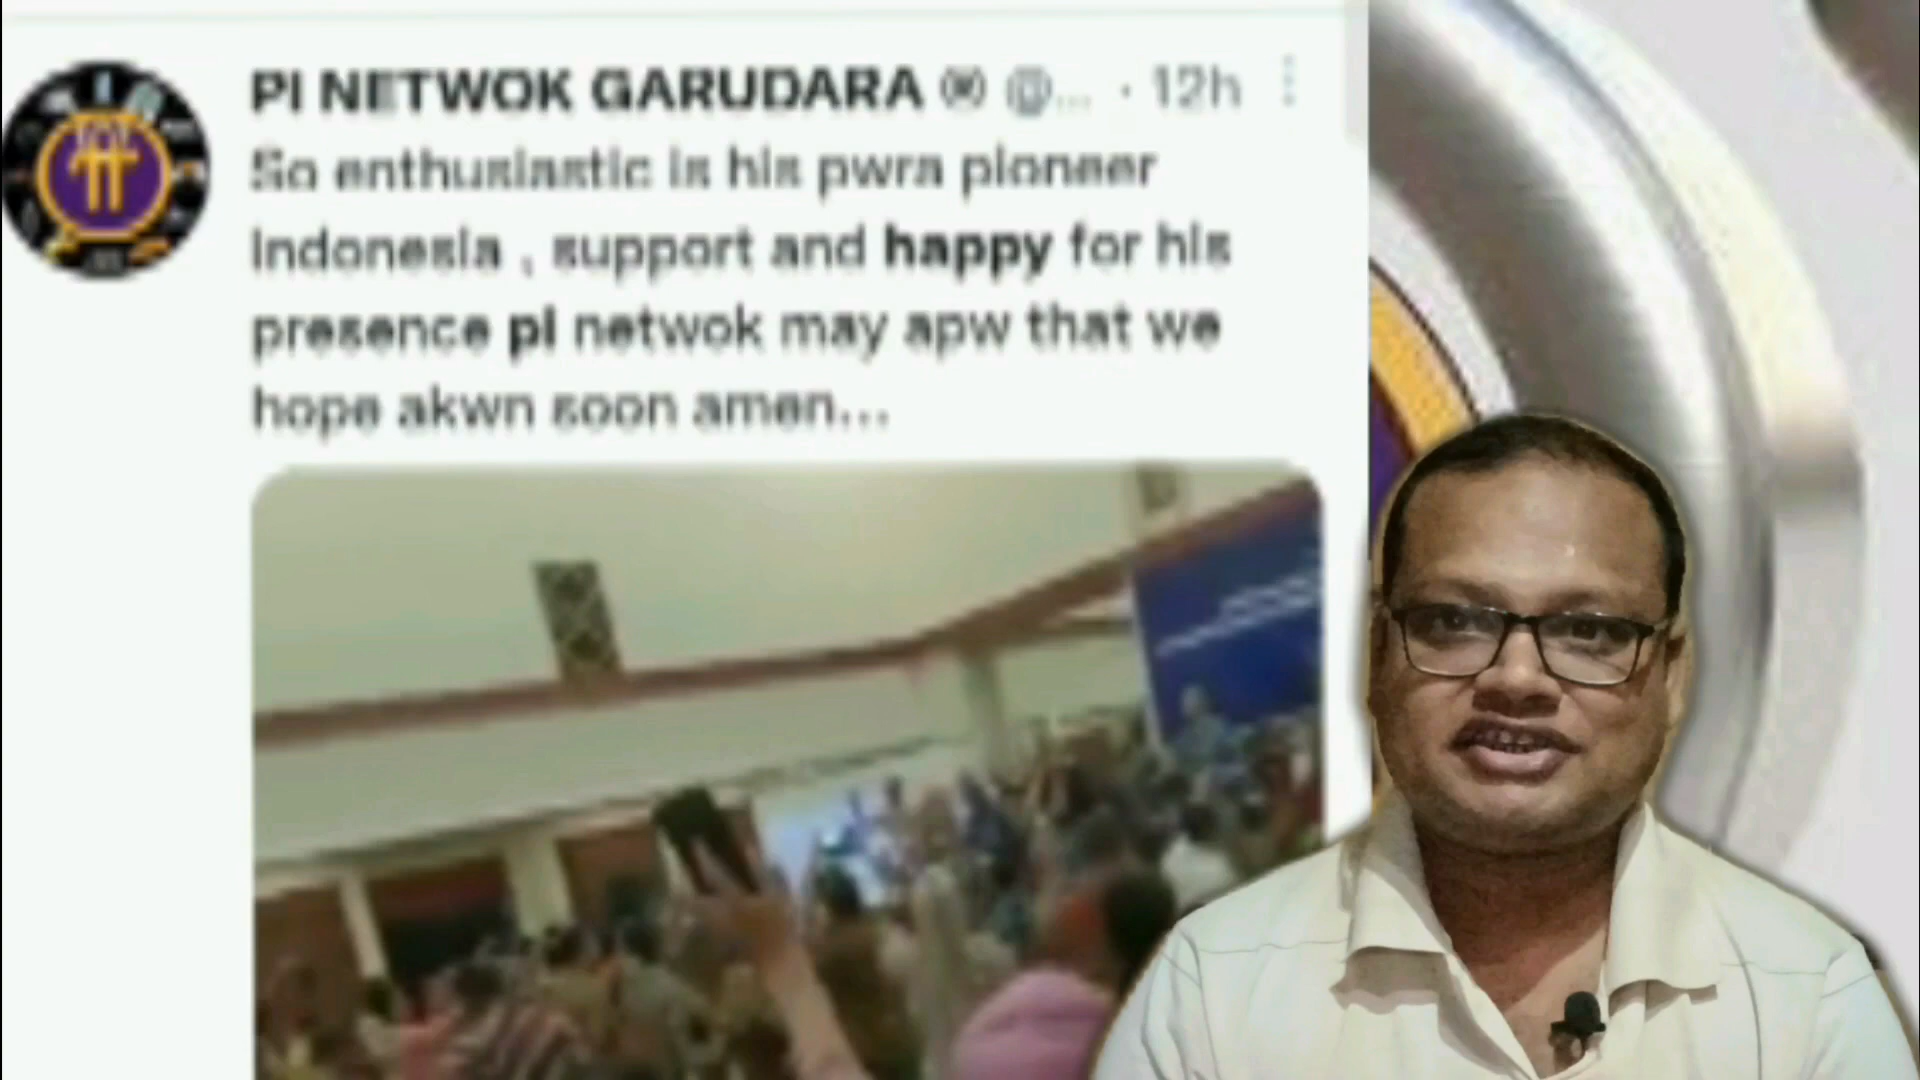 PI NETWOK GARUDARA @... · 12h
So enthusiastic is his pwra pioneer
Indonesia , support and happy for his
presence pi netwok may apw that we
hope akwn soon amen...